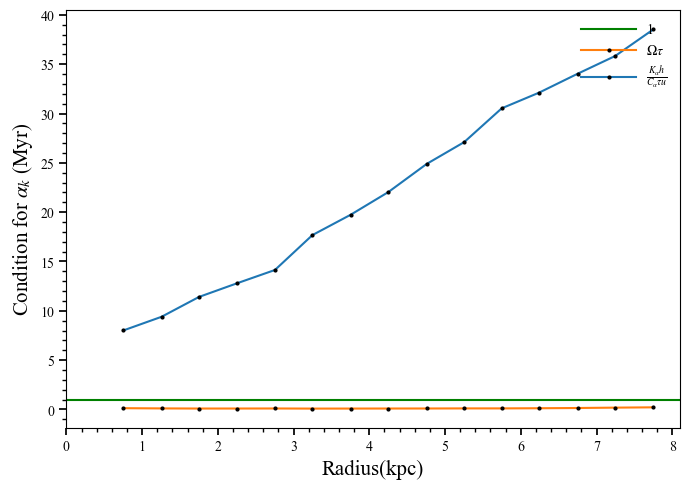 40
35
30
25
20
15
10
5
0
Condition for α_k (Myr)
0 1 2 3 4 5 6 7 8
Radius(kpc)
1
Ωτ
K_α h / C_α τ u